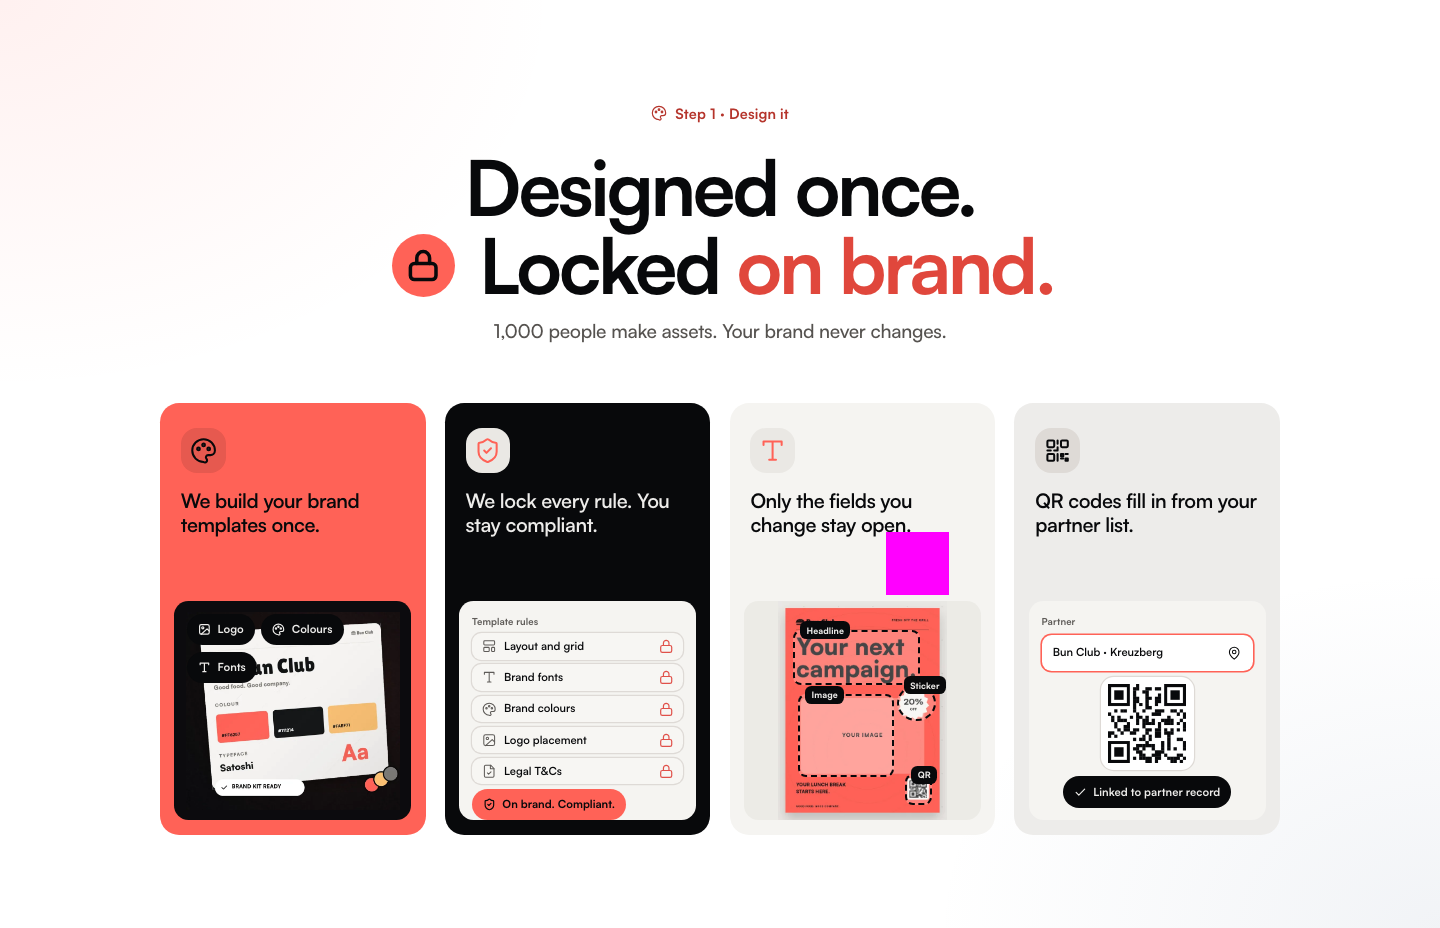 Step 1 · Design it
Designed once.
Locked on brand.
1,000 people make assets. Your brand never changes.
We build your brand
templates once.
Logo
Colours
Bun Club
Fonts
un Club
Good food. Good company.
COLOUR
#111214
TYPEFACE
Satoshi
Aa
BRAND KIT READY
We lock every rule. You
stay compliant.
Template rules
Layout and grid
Brand fonts
Brand colours
Logo placement
Legal T&Cs
On brand. Compliant.
Only the fields you
change stay open.
Headline
Your next
campaign.
Sticker
Image
20%
OFF
YOUR IMAGE
QR
YOUR LUNCH BREAK
STARTS HERE.
QR codes fill in from your
partner list.
Partner
Bun Club · Kreuzberg
Linked to partner record